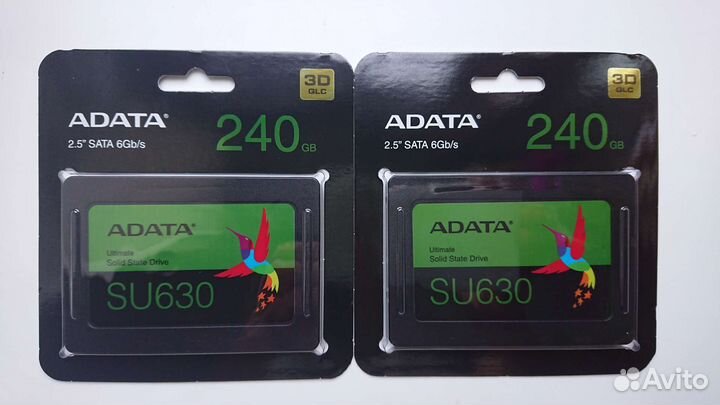 ADATA®
240 GB
3D
QLC
2.5" SATA 6Gb/s
ADATA®
Ultimate
Solid State Drive
SU630
ADATA®
240 GB
3D
QLC
2.5" SATA 6Gb/s
ADATA®
Ultimate
Solid State Drive
SU630
Avito